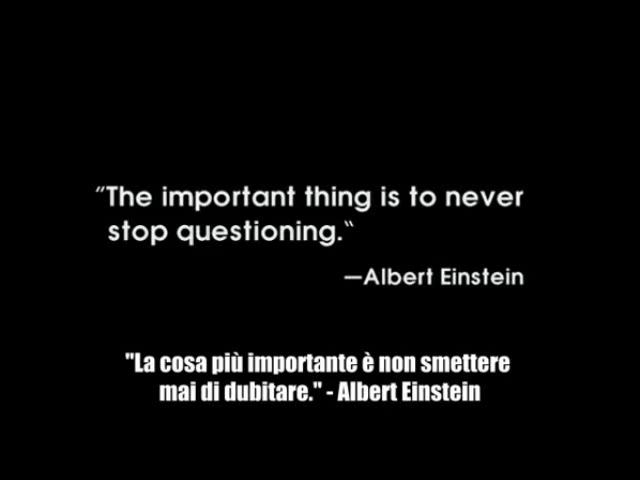 "The important thing is to never
stop questioning."
—Albert Einstein
"La cosa più importante è non smettere
mai di dubitare." - Albert Einstein